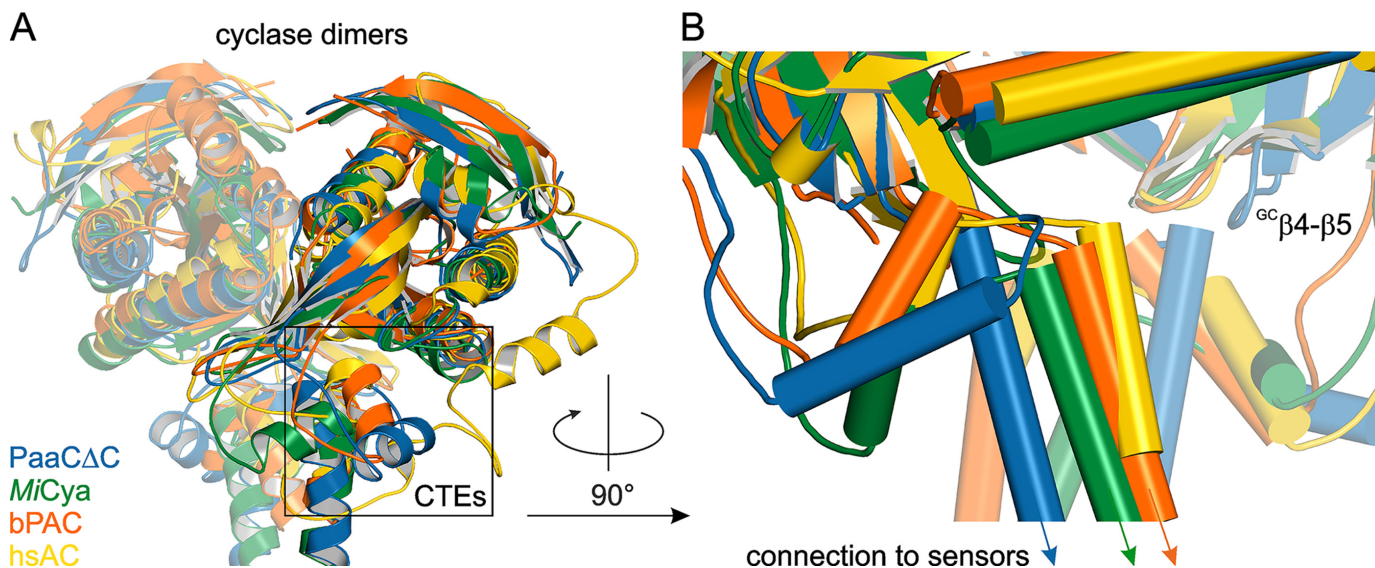 A
cyclase dimers
B
GCβ4-β5
PaaCΔC
MiCya
bPAC
hsAC
CTEs
90°
connection to sensors